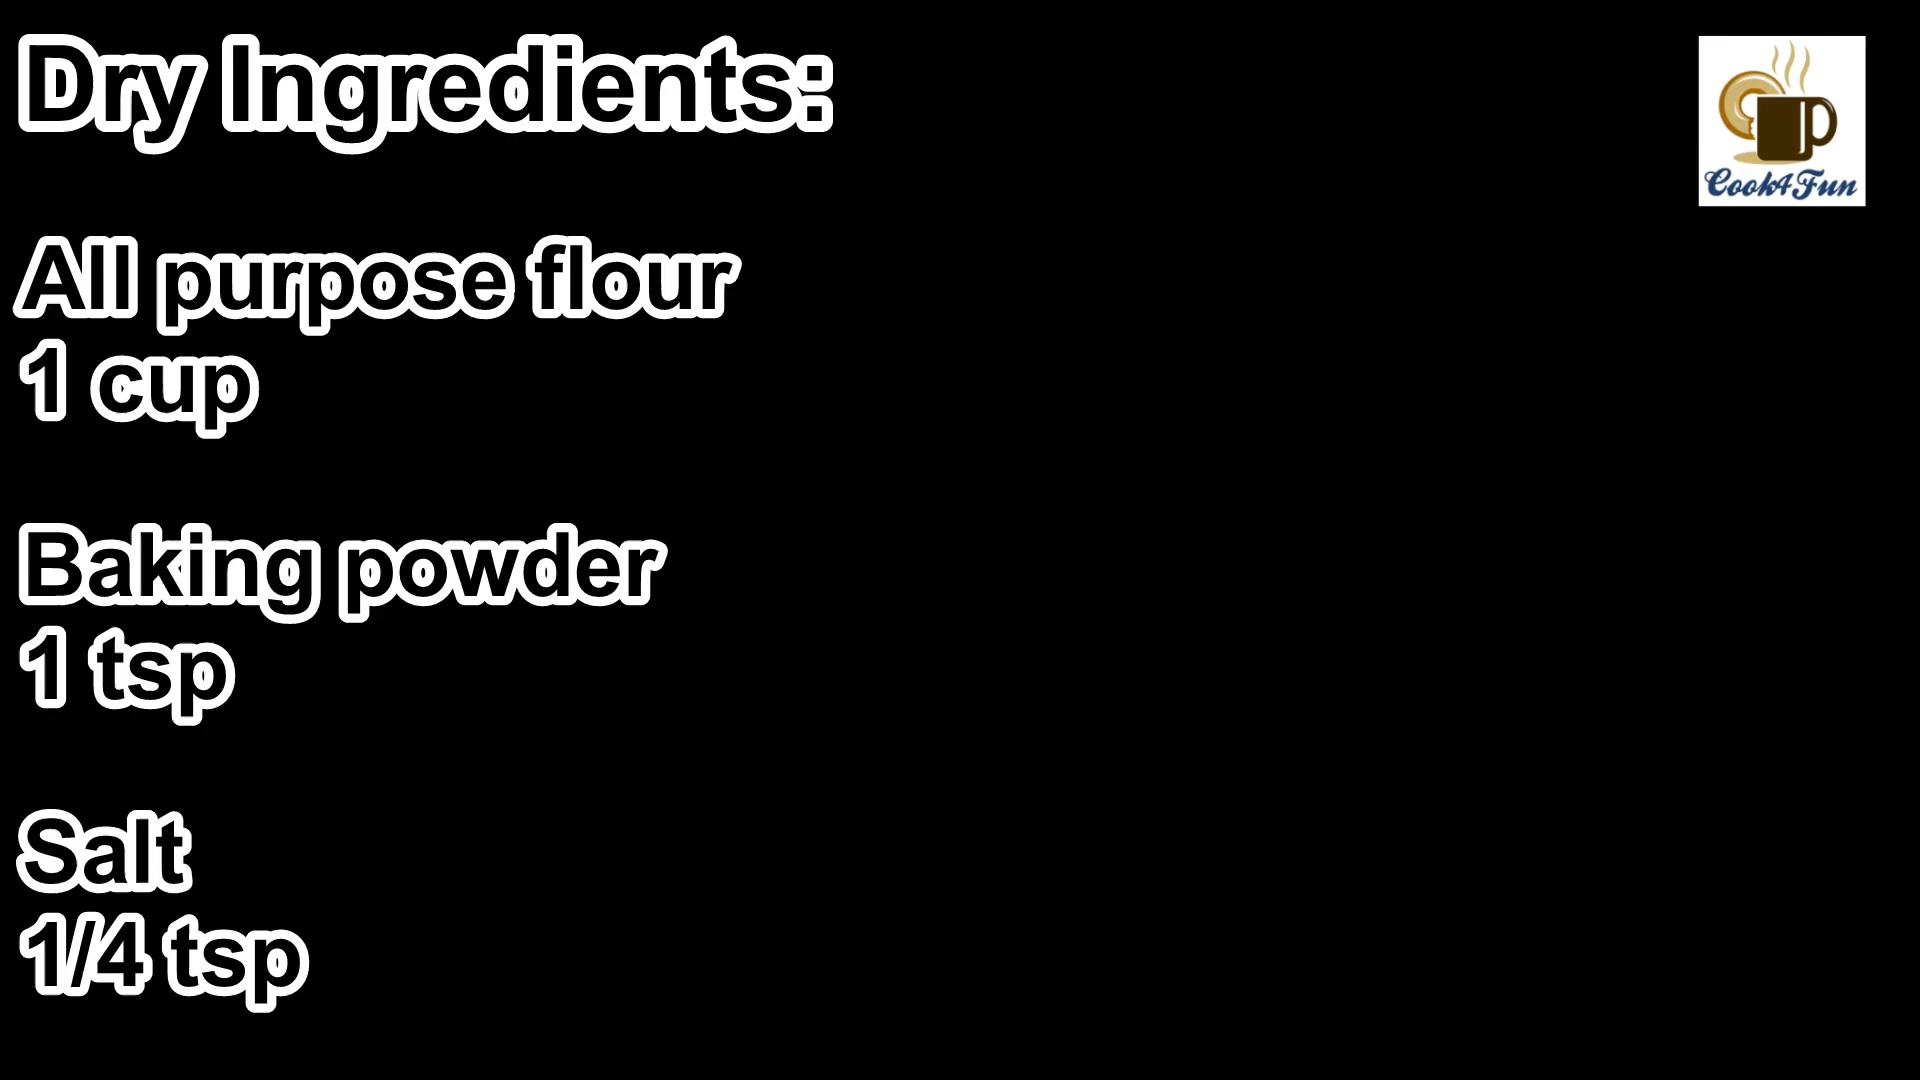 Dry Ingredients:
All purpose flour
1 cup
Baking powder
1 tsp
Salt
1/4 tsp
Cook4Fun